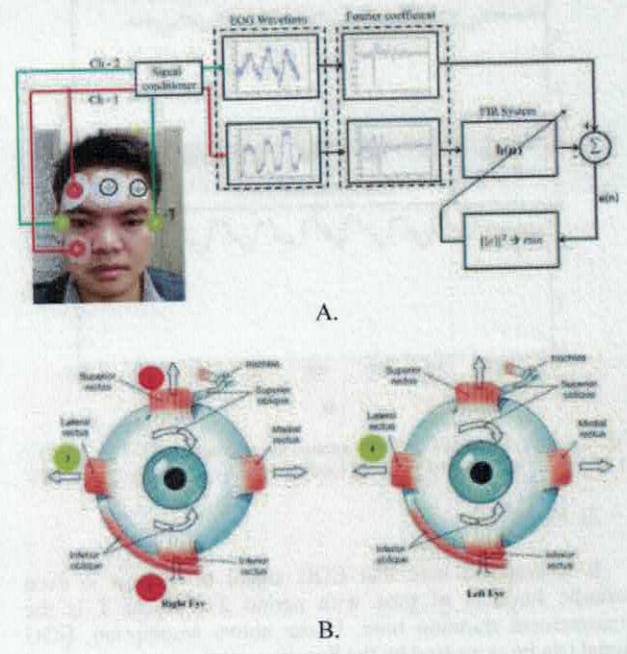 EOG Waveform
Fourier coefficient
Ch - 2
Signal
conditioner
Ch - 1
FIR System
h(n)
Σ
e(n)
||e||² → min
A.
trochlea
Superior
rectus
Superior
oblique
Lateral
rectus
Medial
rectus
3
Inferior
oblique
Inferior
rectus
Right Eye
trochlea
Superior
rectus
Superior
oblique
Lateral
rectus
Medial
rectus
4
Inferior
oblique
Inferior
rectus
Left Eye
B.